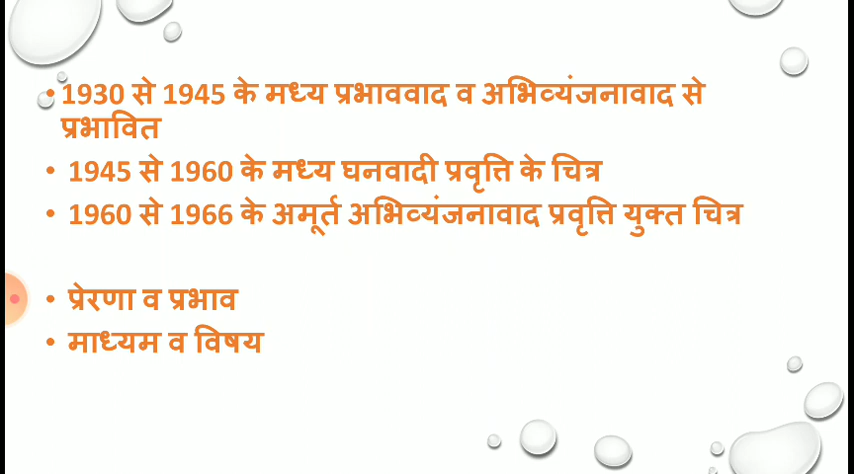 • 1930 से 1945 के मध्य प्रभाववाद व अभिव्यंजनावाद से
प्रभावित
• 1945 से 1960 के मध्य घनवादी प्रवृत्ति के चित्र
• 1960 से 1966 के अमूर्त अभिव्यंजनावाद प्रवृत्ति युक्त चित्र
• प्रेरणा व प्रभाव
• माध्यम व विषय